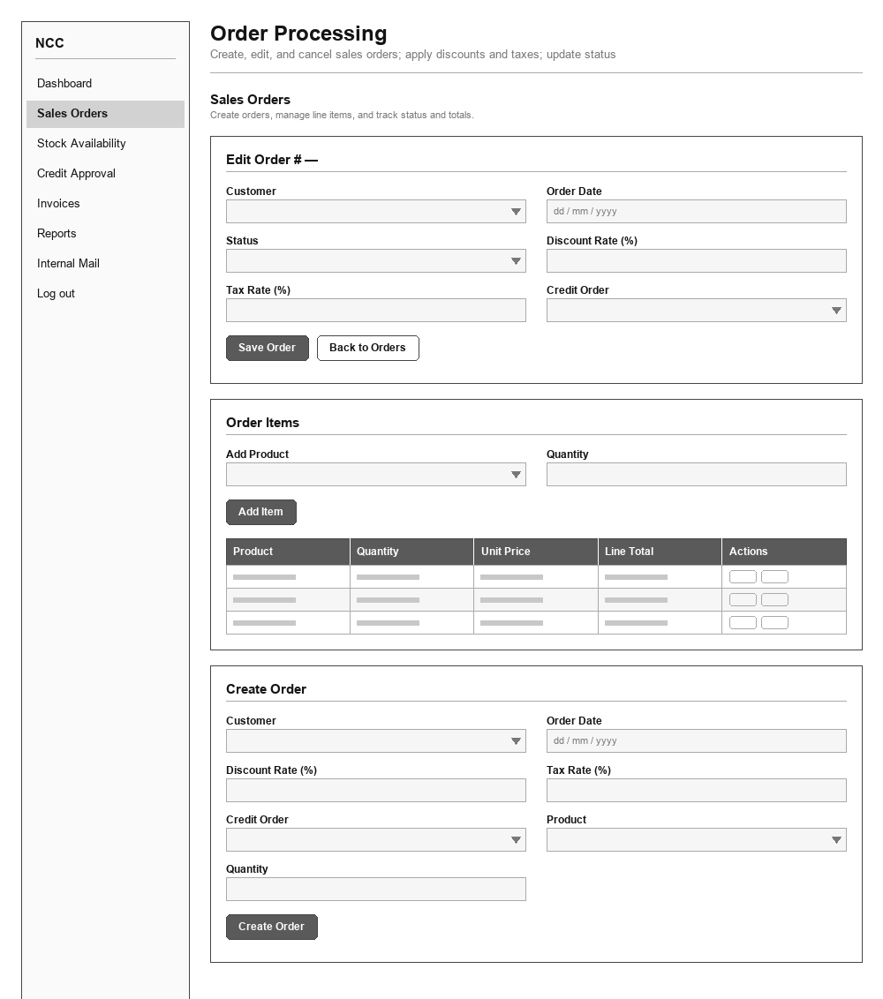 NCC
Dashboard
Sales Orders
Stock Availability
Credit Approval
Invoices
Reports
Internal Mail
Log out
Order Processing
Create, edit, and cancel sales orders; apply discounts and taxes; update status
Sales Orders
Create orders, manage line items, and track status and totals.
Edit Order # —
Customer Order Date
dd / mm / yyyy
Status Discount Rate (%)
Tax Rate (%) Credit Order
Save Order Back to Orders
Order Items
Add Product Quantity
Add Item
Product Quantity Unit Price Line Total Actions
Create Order
Customer Order Date
dd / mm / yyyy
Discount Rate (%) Tax Rate (%)
Credit Order Product
Quantity
Create Order